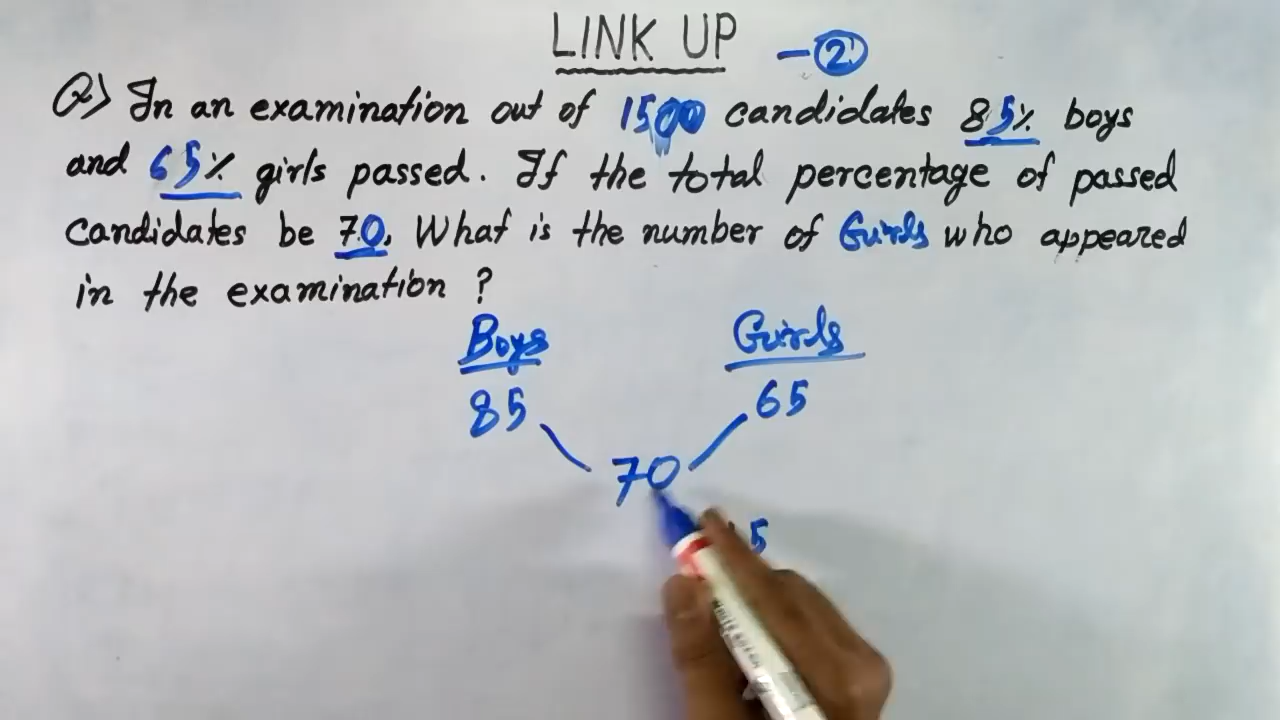 LINK UP - 2
Q> In an examination out of 1500 candidates 85% boys
and 65% girls passed. If the total percentage of passed
candidates be 70. What is the number of Girls who appeared
in the examination ?
Boys Girls
85 65
70
5